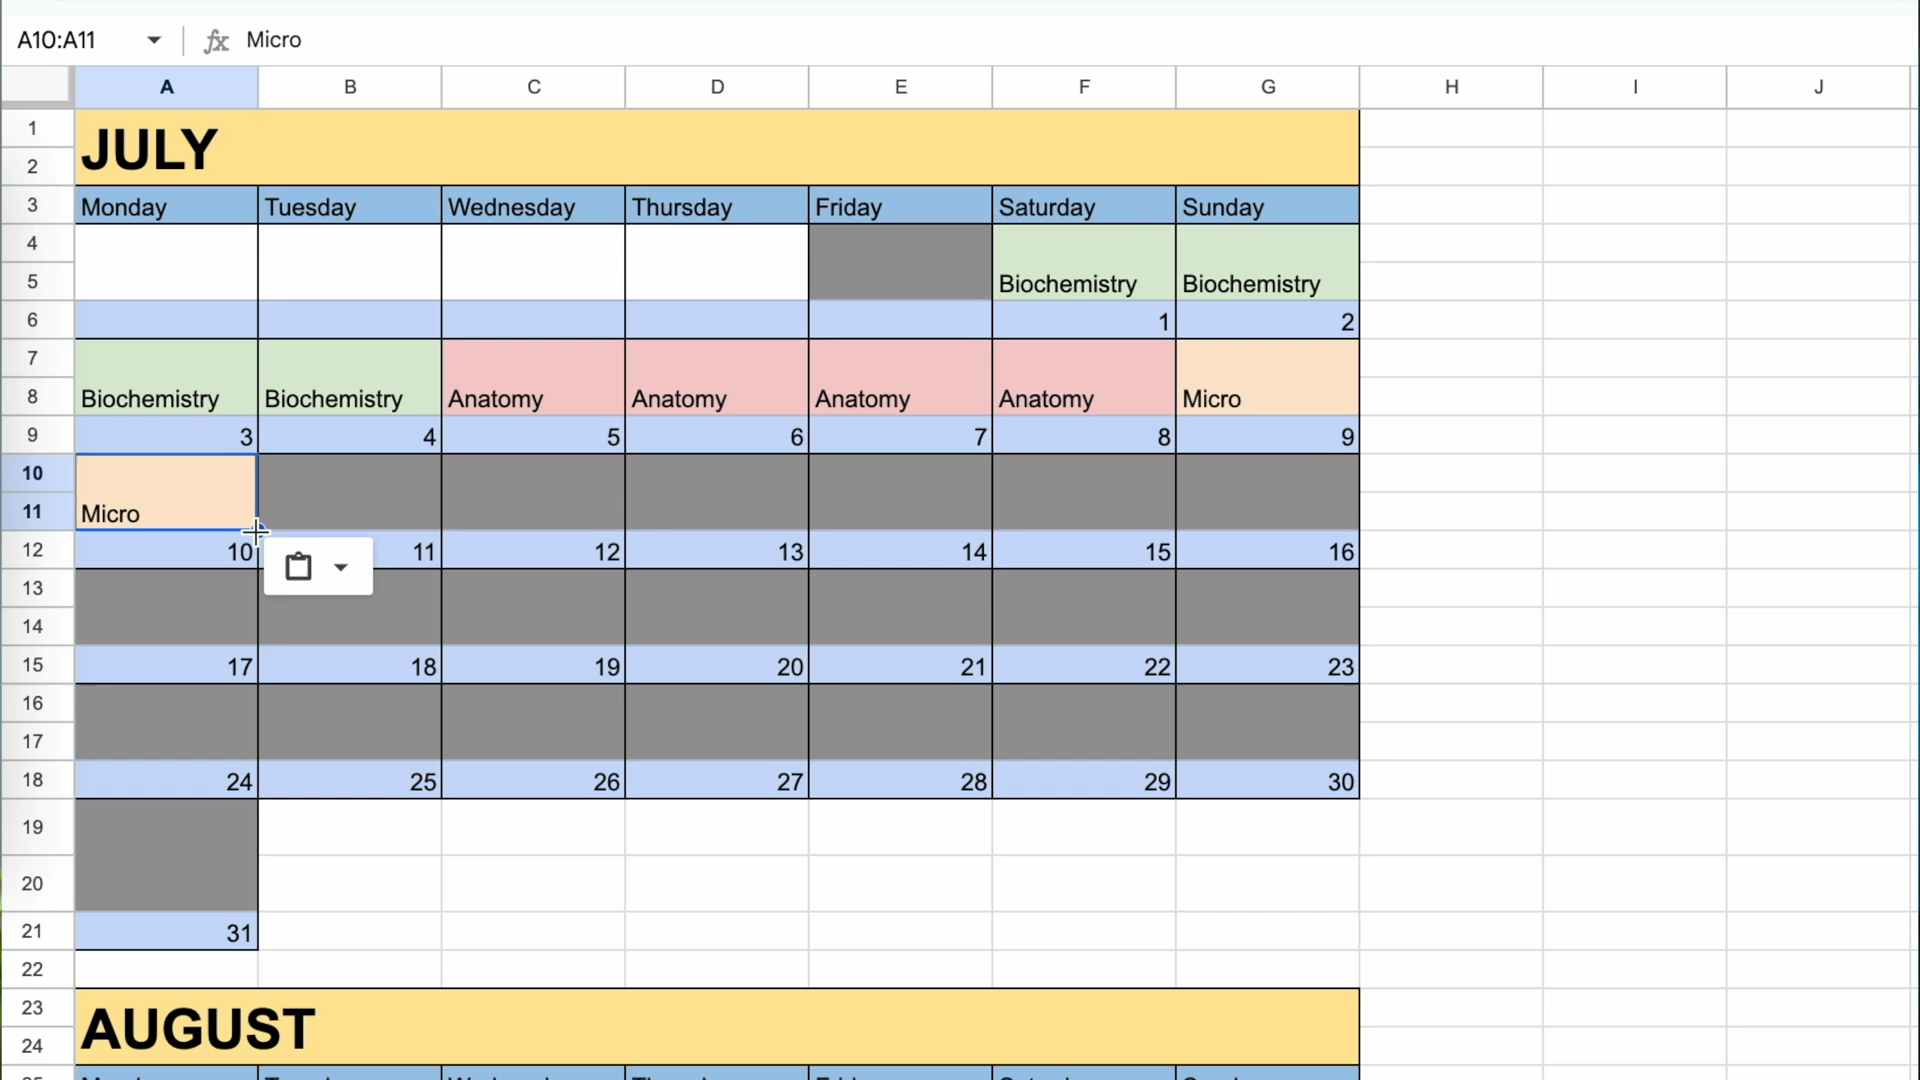 A10:A11 fx Micro
A B C D E F G H I J
1 JULY
2
3 Monday Tuesday Wednesday Thursday Friday Saturday Sunday
4
5 Biochemistry Biochemistry
6 1 2
7
8 Biochemistry Biochemistry Anatomy Anatomy Anatomy Anatomy Micro
9 3 4 5 6 7 8 9
10
11 Micro
12 10 11 12 13 14 15 16
13
14
15 17 18 19 20 21 22 23
16
17
18 24 25 26 27 28 29 30
19
20
21 31
22
23 AUGUST
24